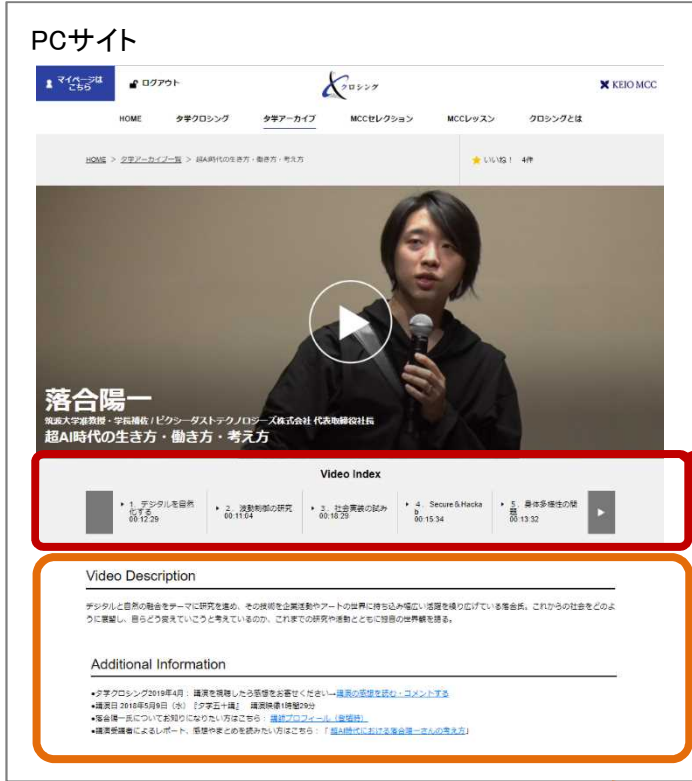 PCサイト
マイページは
こちら
ログアウト
クロシング
KEIO MCC
HOME 夕学クロシング 夕学アーカイブ MCCセレクション MCCレッスン クロシングとは
HOME > 夕学アーカイブ一覧 > 超AI時代の生き方・働き方・考え方
いいね！ 4件
落合陽一
筑波大学准教授・学長補佐 / ピクシーダストテクノロジーズ株式会社 代表取締役社長
超AI時代の生き方・働き方・考え方
Video Index
1. デジタルを自然
化する
00:12:29
2. 波動制御の研究
00:11:04
3. 社会実装の試み
00:18:29
4. Secure & Hacka
b
00:15:34
5. 身体多様性の問
題
00:13:32
Video Description
デジタルと自然の融合をテーマに研究を進め、その技術を企業活動やアートの世界に持ち込み幅広い活躍を繰り広げている落合氏。これからの社会をどのよ
うに展望し、自らどう変えていこうと考えているのか、これまでの研究や活動とともに独自の世界観を語る。
Additional Information
●夕学クロシング2019年4月： 講演を視聴したら感想をお寄せください→講演の感想を読む・コメントする
●講演日 2018年5月9日（水）『夕学五十講』 講演映像1時間29分
●落合陽一氏についてお知りになりたい方はこちら： 講師プロフィール（登壇時）
●講演受講者によるレポート、感想やまとめを読みたい方はこちら：「 超AI時代における落合陽一さんの考え方」